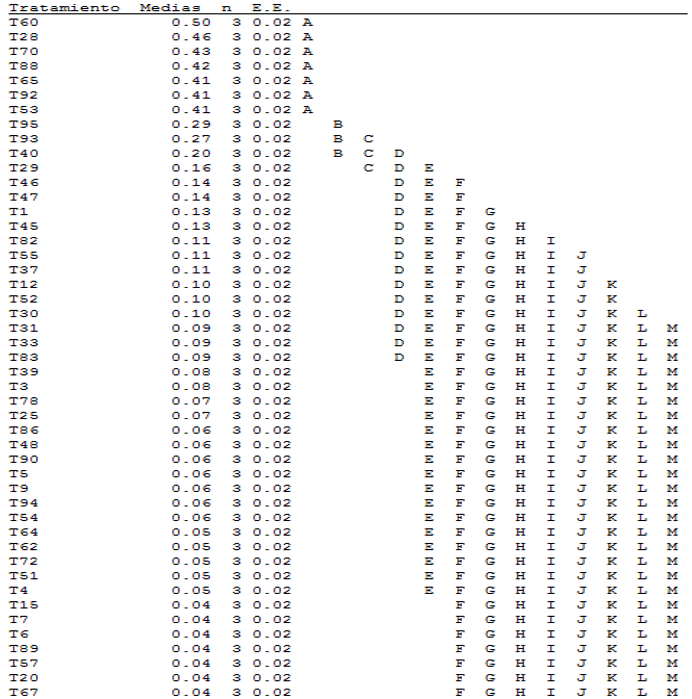 Tratamiento Medias n E.E.
T60 0.50 3 0.02 A
T28 0.46 3 0.02 A
T70 0.43 3 0.02 A
T88 0.42 3 0.02 A
T65 0.41 3 0.02 A
T92 0.41 3 0.02 A
T53 0.41 3 0.02 A
T95 0.29 3 0.02 B
T93 0.27 3 0.02 B C
T40 0.20 3 0.02 B C D
T29 0.16 3 0.02 C D E
T46 0.14 3 0.02 D E F
T47 0.14 3 0.02 D E F
T1 0.13 3 0.02 D E F G
T45 0.13 3 0.02 D E F G H
T82 0.11 3 0.02 D E F G H I
T55 0.11 3 0.02 D E F G H I J
T37 0.11 3 0.02 D E F G H I J
T12 0.10 3 0.02 D E F G H I J K
T52 0.10 3 0.02 D E F G H I J K
T30 0.10 3 0.02 D E F G H I J K L
T31 0.09 3 0.02 D E F G H I J K L M
T33 0.09 3 0.02 D E F G H I J K L M
T83 0.09 3 0.02 D E F G H I J K L M
T39 0.08 3 0.02 E F G H I J K L M
T3 0.08 3 0.02 E F G H I J K L M
T78 0.07 3 0.02 E F G H I J K L M
T25 0.07 3 0.02 E F G H I J K L M
T86 0.06 3 0.02 E F G H I J K L M
T48 0.06 3 0.02 E F G H I J K L M
T90 0.06 3 0.02 E F G H I J K L M
T5 0.06 3 0.02 E F G H I J K L M
T9 0.06 3 0.02 E F G H I J K L M
T94 0.06 3 0.02 E F G H I J K L M
T54 0.06 3 0.02 E F G H I J K L M
T64 0.05 3 0.02 E F G H I J K L M
T62 0.05 3 0.02 E F G H I J K L M
T72 0.05 3 0.02 E F G H I J K L M
T51 0.05 3 0.02 E F G H I J K L M
T4 0.05 3 0.02 E F G H I J K L M
T15 0.04 3 0.02 F G H I J K L M
T7 0.04 3 0.02 F G H I J K L M
T6 0.04 3 0.02 F G H I J K L M
T89 0.04 3 0.02 F G H I J K L M
T57 0.04 3 0.02 F G H I J K L M
T20 0.04 3 0.02 F G H I J K L M
T67 0.04 3 0.02 F G H I J K L M